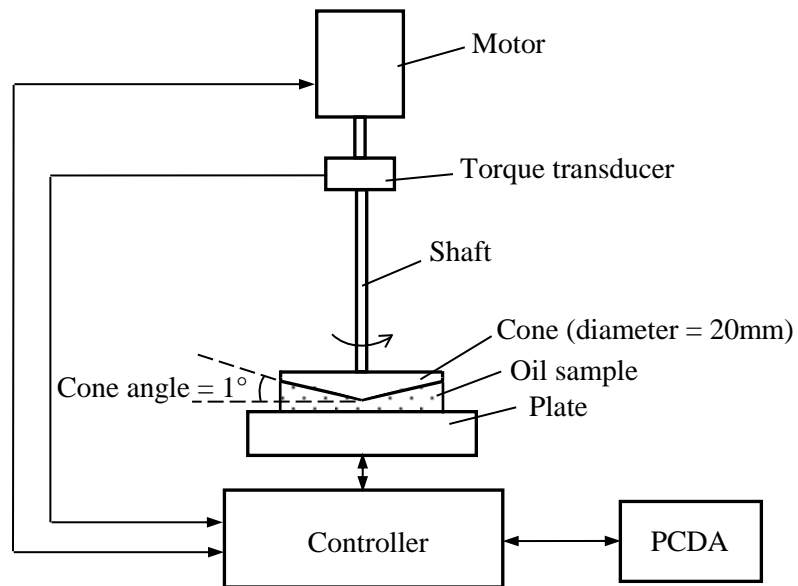 Motor
Torque transducer
Shaft
Cone (diameter = 20mm)
Cone angle = 1°
Oil sample
Plate
Controller
PCDA